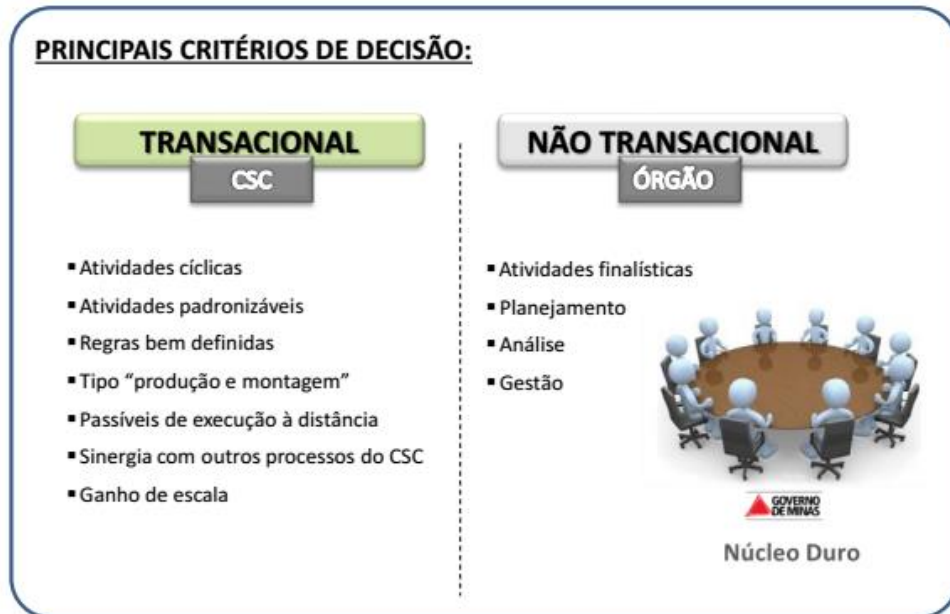 PRINCIPAIS CRITÉRIOS DE DECISÃO:
TRANSACIONAL
CSC
▪ Atividades cíclicas
▪ Atividades padronizáveis
▪ Regras bem definidas
▪ Tipo “produção e montagem”
▪ Passíveis de execução à distância
▪ Sinergia com outros processos do CSC
▪ Ganho de escala
NÃO TRANSACIONAL
ÓRGÃO
▪ Atividades finalísticas
▪ Planejamento
▪ Análise
▪ Gestão
GOVERNO
DE MINAS
Núcleo Duro